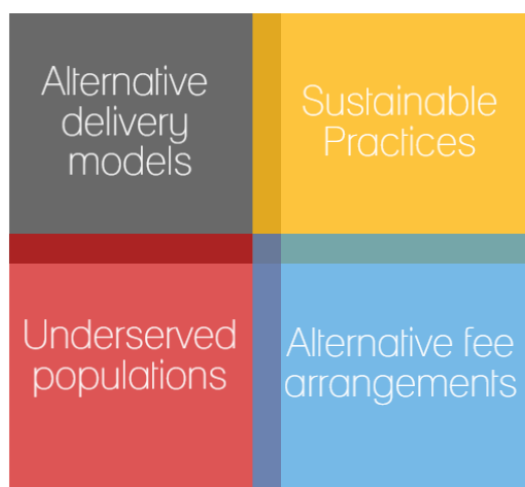 Alternative
delivery
models
Sustainable
Practices
Underserved
populations
Alternative fee
arrangements